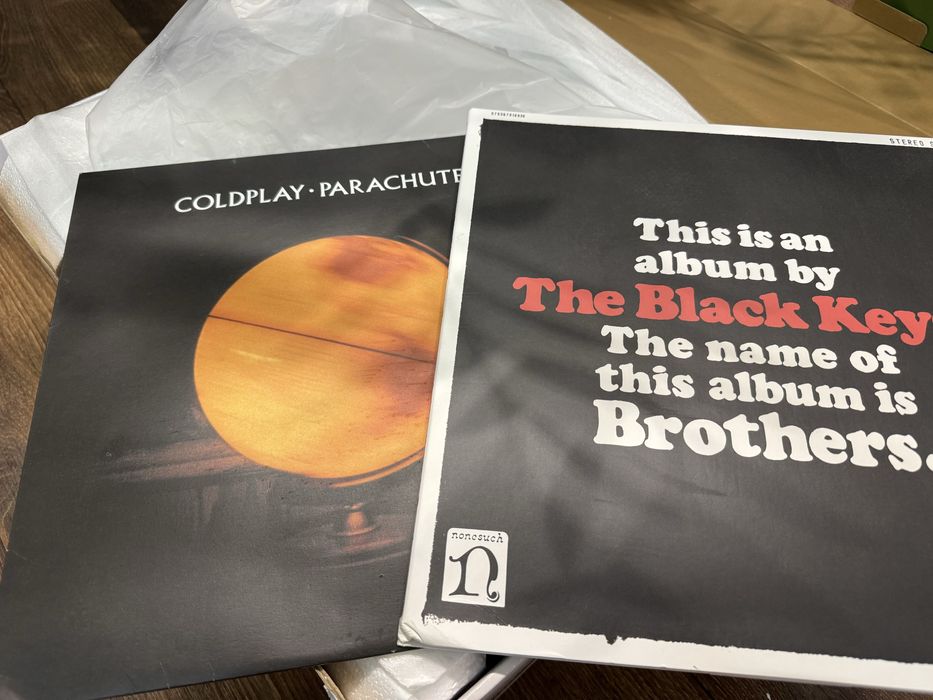 COLDPLAY · PARACHUTE
STEREO
This is an
album by
The Black Key
The name of
this album is
Brothers.
nonesuch
n